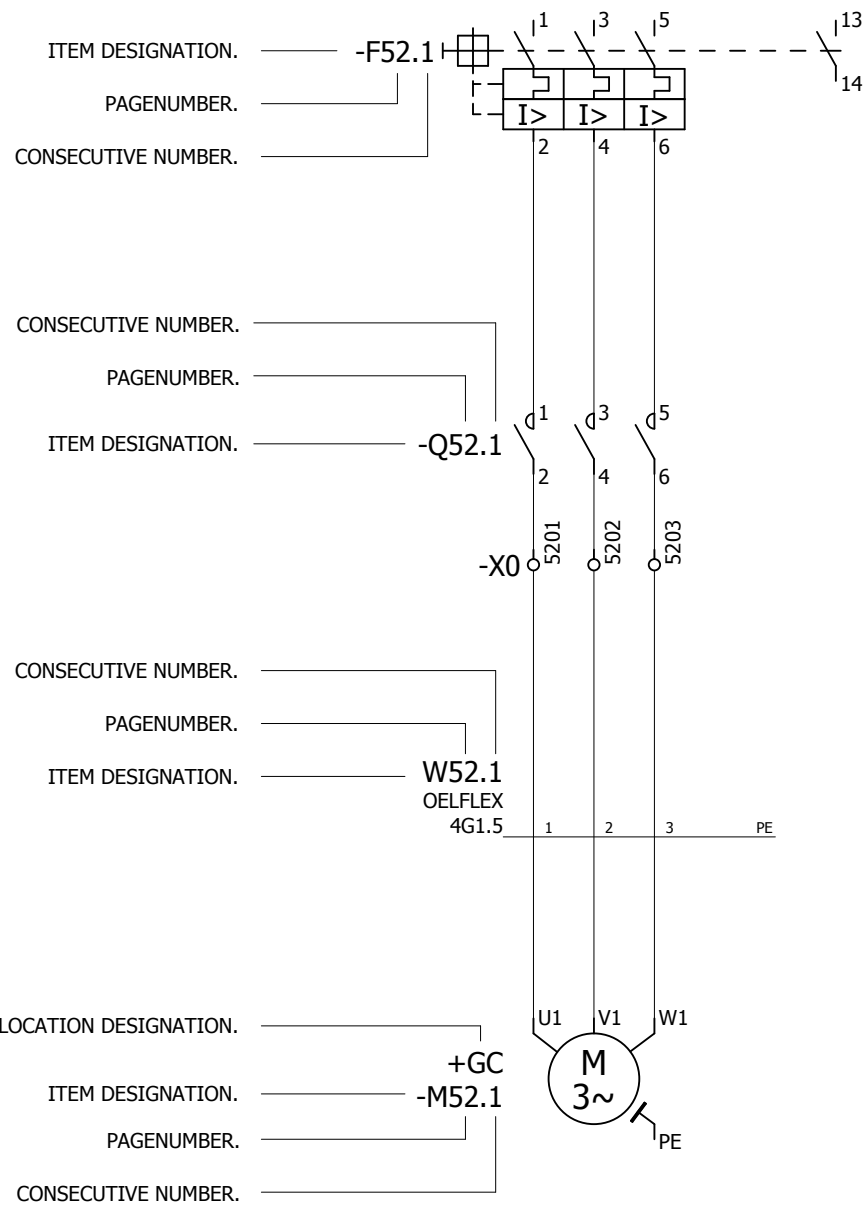 1 3 5 13
ITEM DESIGNATION. -F52.1
14
PAGENUMBER.
I> I> I>
CONSECUTIVE NUMBER. 2 4 6
CONSECUTIVE NUMBER.
PAGENUMBER.
1 3 5
ITEM DESIGNATION. -Q52.1
2 4 6
5201 5202 5203
-X0
CONSECUTIVE NUMBER.
PAGENUMBER.
ITEM DESIGNATION. W52.1
OELFLEX
4G1.5 1 2 3 PE
LOCATION DESIGNATION. U1 V1 W1
+GC M
ITEM DESIGNATION. -M52.1 3~
PAGENUMBER. PE
CONSECUTIVE NUMBER.